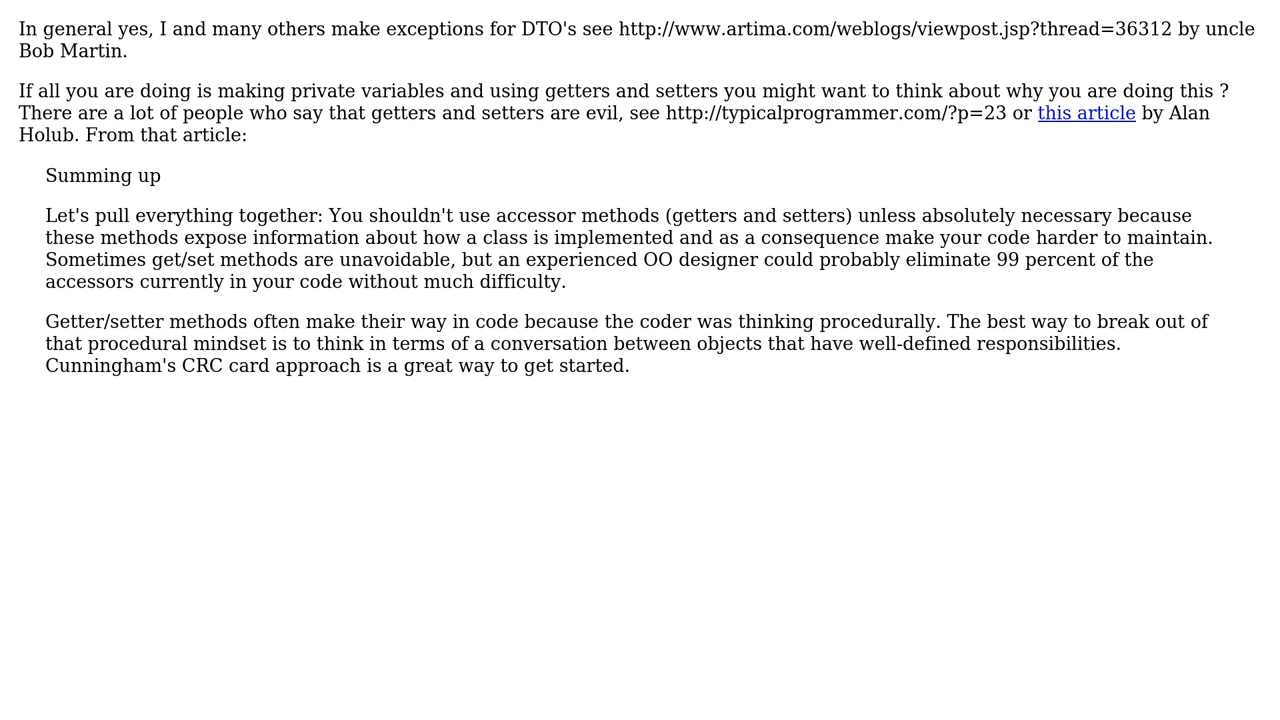 In general yes, I and many others make exceptions for DTO's see http://www.artima.com/weblogs/viewpost.jsp?thread=36312 by uncle
Bob Martin.
If all you are doing is making private variables and using getters and setters you might want to think about why you are doing this ?
There are a lot of people who say that getters and setters are evil, see http://typicalprogrammer.com/?p=23 or this article by Alan
Holub. From that article:
Summing up
Let's pull everything together: You shouldn't use accessor methods (getters and setters) unless absolutely necessary because
these methods expose information about how a class is implemented and as a consequence make your code harder to maintain.
Sometimes get/set methods are unavoidable, but an experienced OO designer could probably eliminate 99 percent of the
accessors currently in your code without much difficulty.
Getter/setter methods often make their way in code because the coder was thinking procedurally. The best way to break out of
that procedural mindset is to think in terms of a conversation between objects that have well-defined responsibilities.
Cunningham's CRC card approach is a great way to get started.